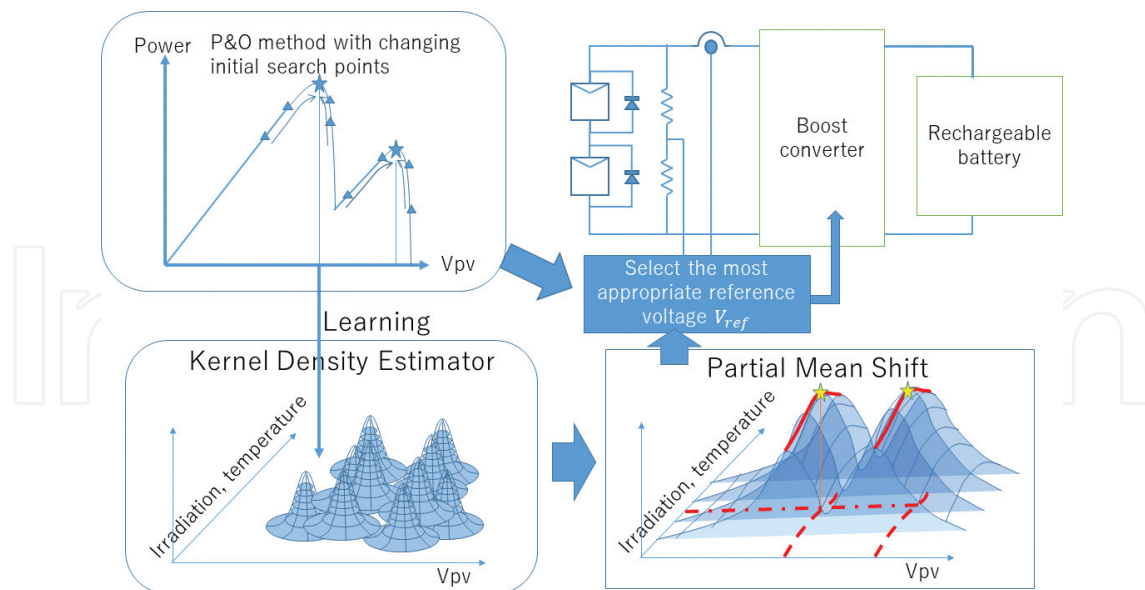 Power
P&O method with changing
initial search points
Vpv
Boost
converter
Rechargeable
battery
Select the most
appropriate reference
voltage V_ref
Learning
Kernel Density Estimator
Irradiation, temperature
Vpv
Partial Mean Shift
Irradiation, temperature
Vpv